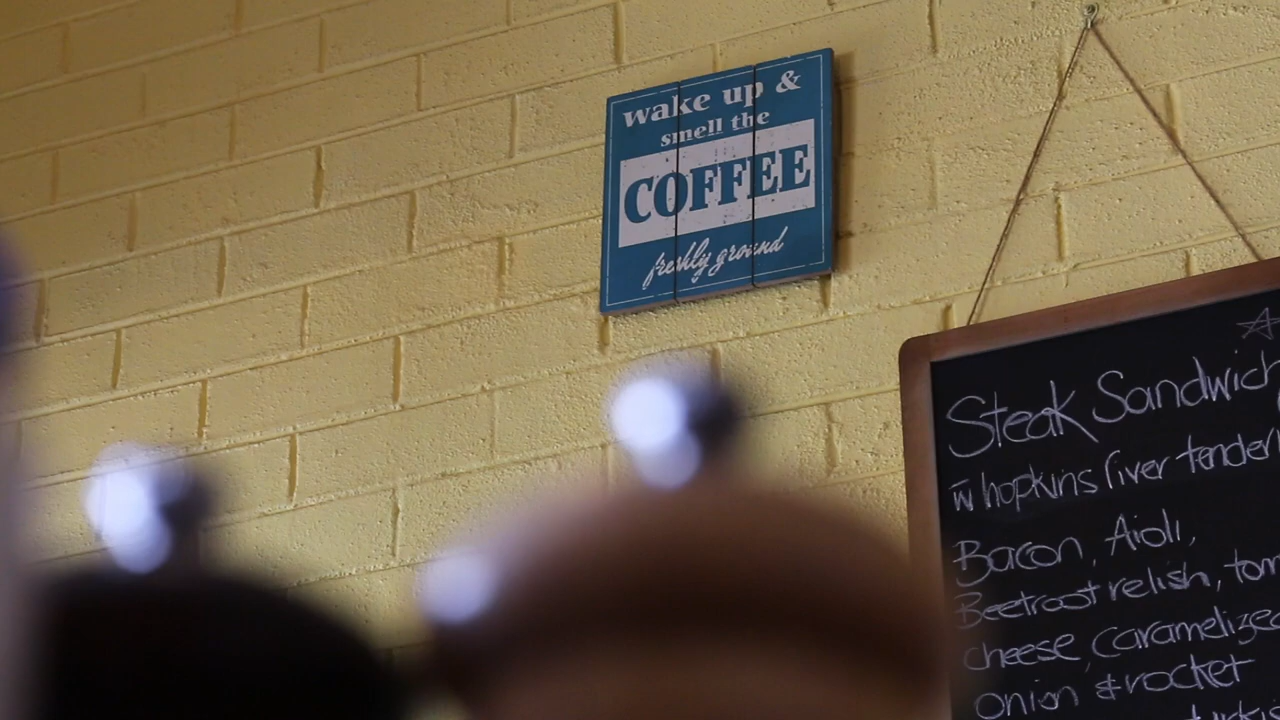 wake up &
smell the
COFFEE
freshly ground
Steak Sandwich
w hopkins river
Bacon, Aioli,
Beetroot relish,
cheese, caramelized
onion & rocket